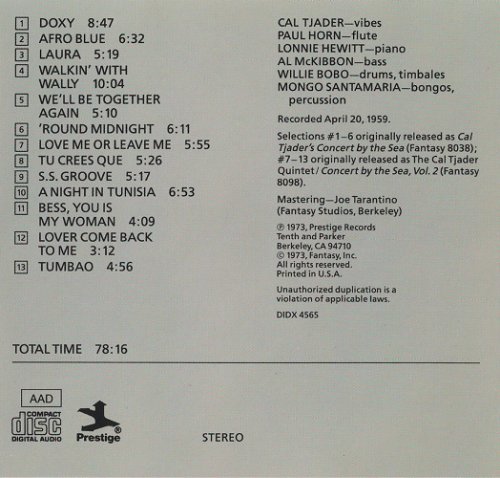 1 DOXY 8:47
2 AFRO BLUE 6:32
3 LAURA 5:19
4 WALKIN' WITH
WALLY 10:04
5 WE'LL BE TOGETHER
AGAIN 5:10
6 'ROUND MIDNIGHT 6:11
7 LOVE ME OR LEAVE ME 5:55
8 TU CREES QUE 5:26
9 S.S. GROOVE 5:17
10 A NIGHT IN TUNISIA 6:53
11 BESS, YOU IS
MY WOMAN 4:09
12 LOVER COME BACK
TO ME 3:12
13 TUMBAO 4:56
TOTAL TIME 78:16
CAL TJADER—vibes
PAUL HORN—flute
LONNIE HEWITT—piano
AL McKIBBON—bass
WILLIE BOBO—drums, timbales
MONGO SANTAMARIA—bongos,
percussion
Recorded April 20, 1959.
Selections #1–6 originally released as Cal
Tjader's Concert by the Sea (Fantasy 8038);
#7–13 originally released as The Cal Tjader
Quintet/Concert by the Sea, Vol. 2 (Fantasy
8098).
Mastering—Joe Tarantino
(Fantasy Studios, Berkeley)
℗ 1973, Prestige Records
Tenth and Parker
Berkeley, CA 94710
© 1973, Fantasy, Inc.
All rights reserved.
Printed in U.S.A.
Unauthorized duplication is a
violation of applicable laws.
DIDX 4565
AAD
COMPACT
disc
DIGITAL AUDIO
Prestige
STEREO